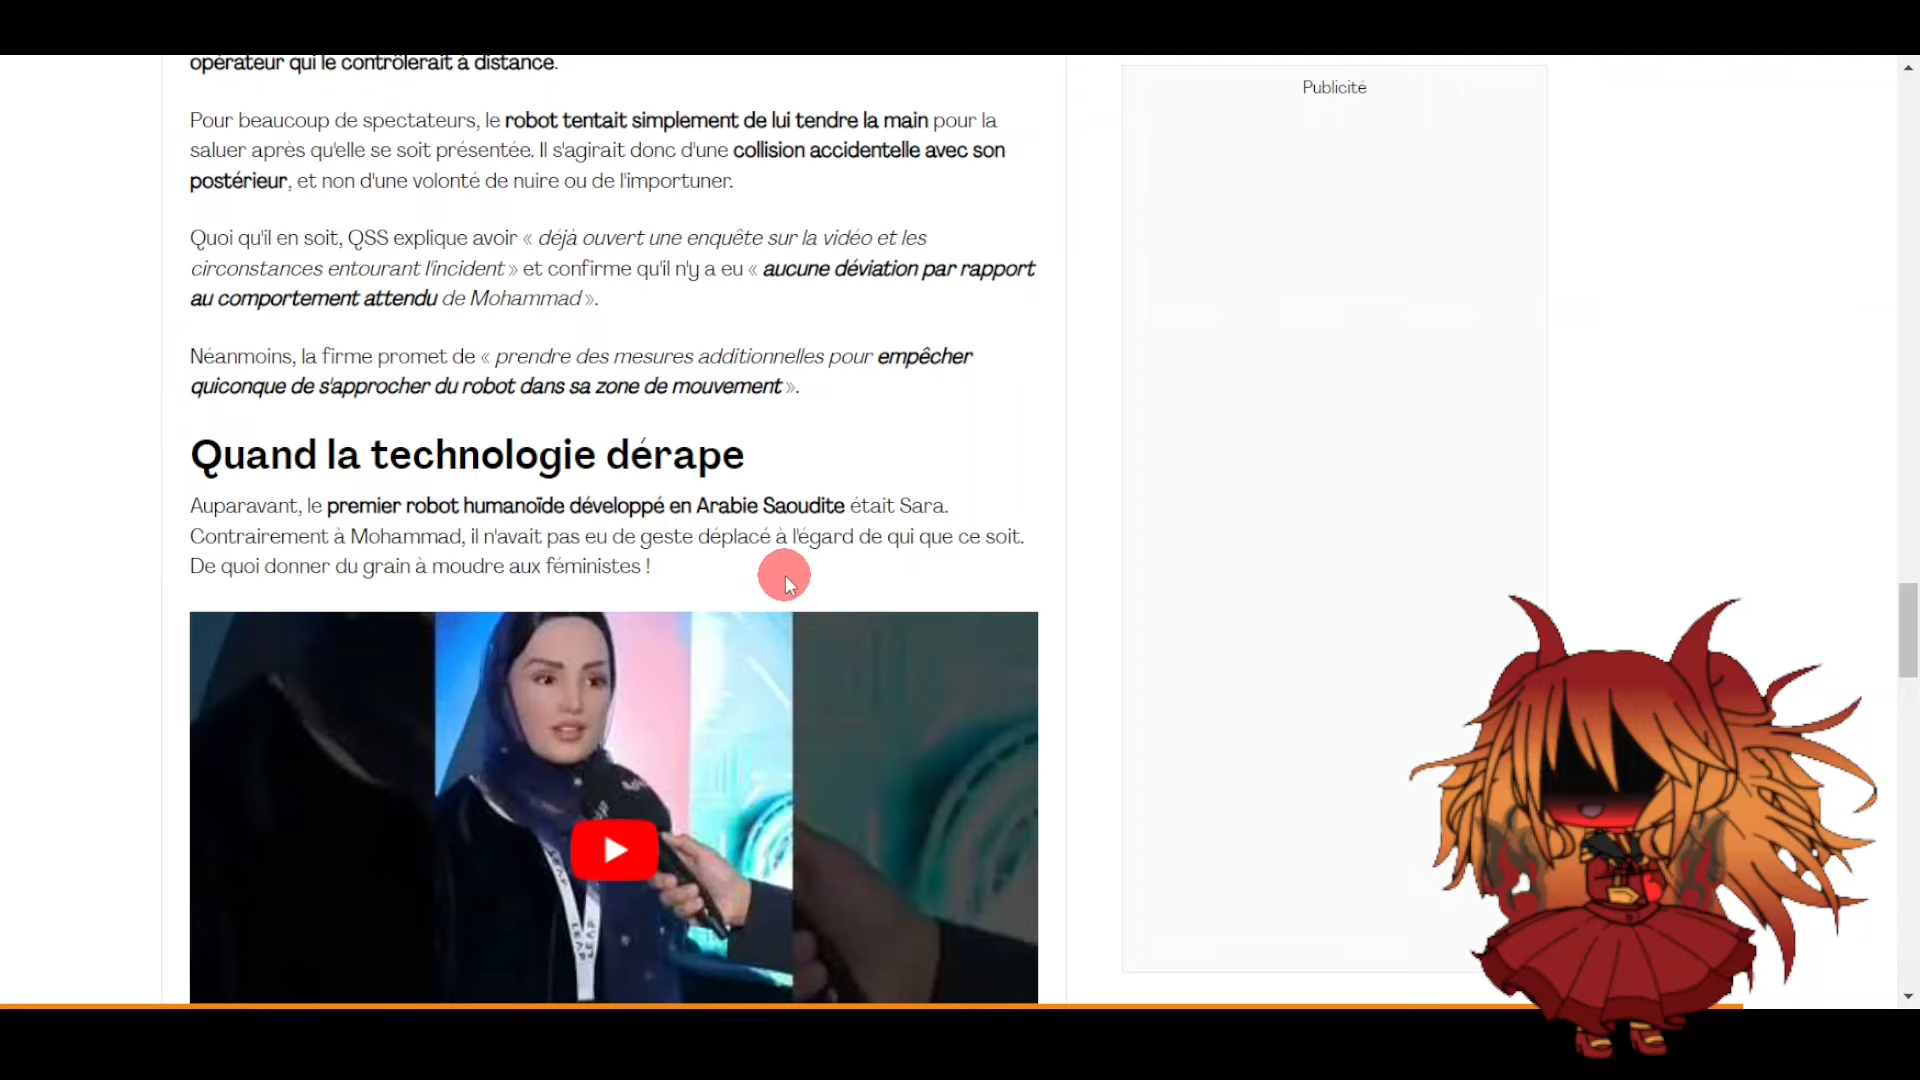 opérateur qui le contrôlerait à distance.
Pour beaucoup de spectateurs, le robot tentait simplement de lui tendre la main pour la
saluer après qu'elle se soit présentée. Il s'agirait donc d'une collision accidentelle avec son
postérieur, et non d'une volonté de nuire ou de l'importuner.
Quoi qu'il en soit, QSS explique avoir « déjà ouvert une enquête sur la vidéo et les
circonstances entourant l'incident » et confirme qu'il n'y a eu « aucune déviation par rapport
au comportement attendu de Mohammad ».
Néanmoins, la firme promet de « prendre des mesures additionnelles pour empêcher
quiconque de s'approcher du robot dans sa zone de mouvement ».
Quand la technologie dérape
Auparavant, le premier robot humanoïde développé en Arabie Saoudite était Sara.
Contrairement à Mohammad, il n'avait pas eu de geste déplacé à l'égard de qui que ce soit.
De quoi donner du grain à moudre aux féministes !
Publicité
LEAP